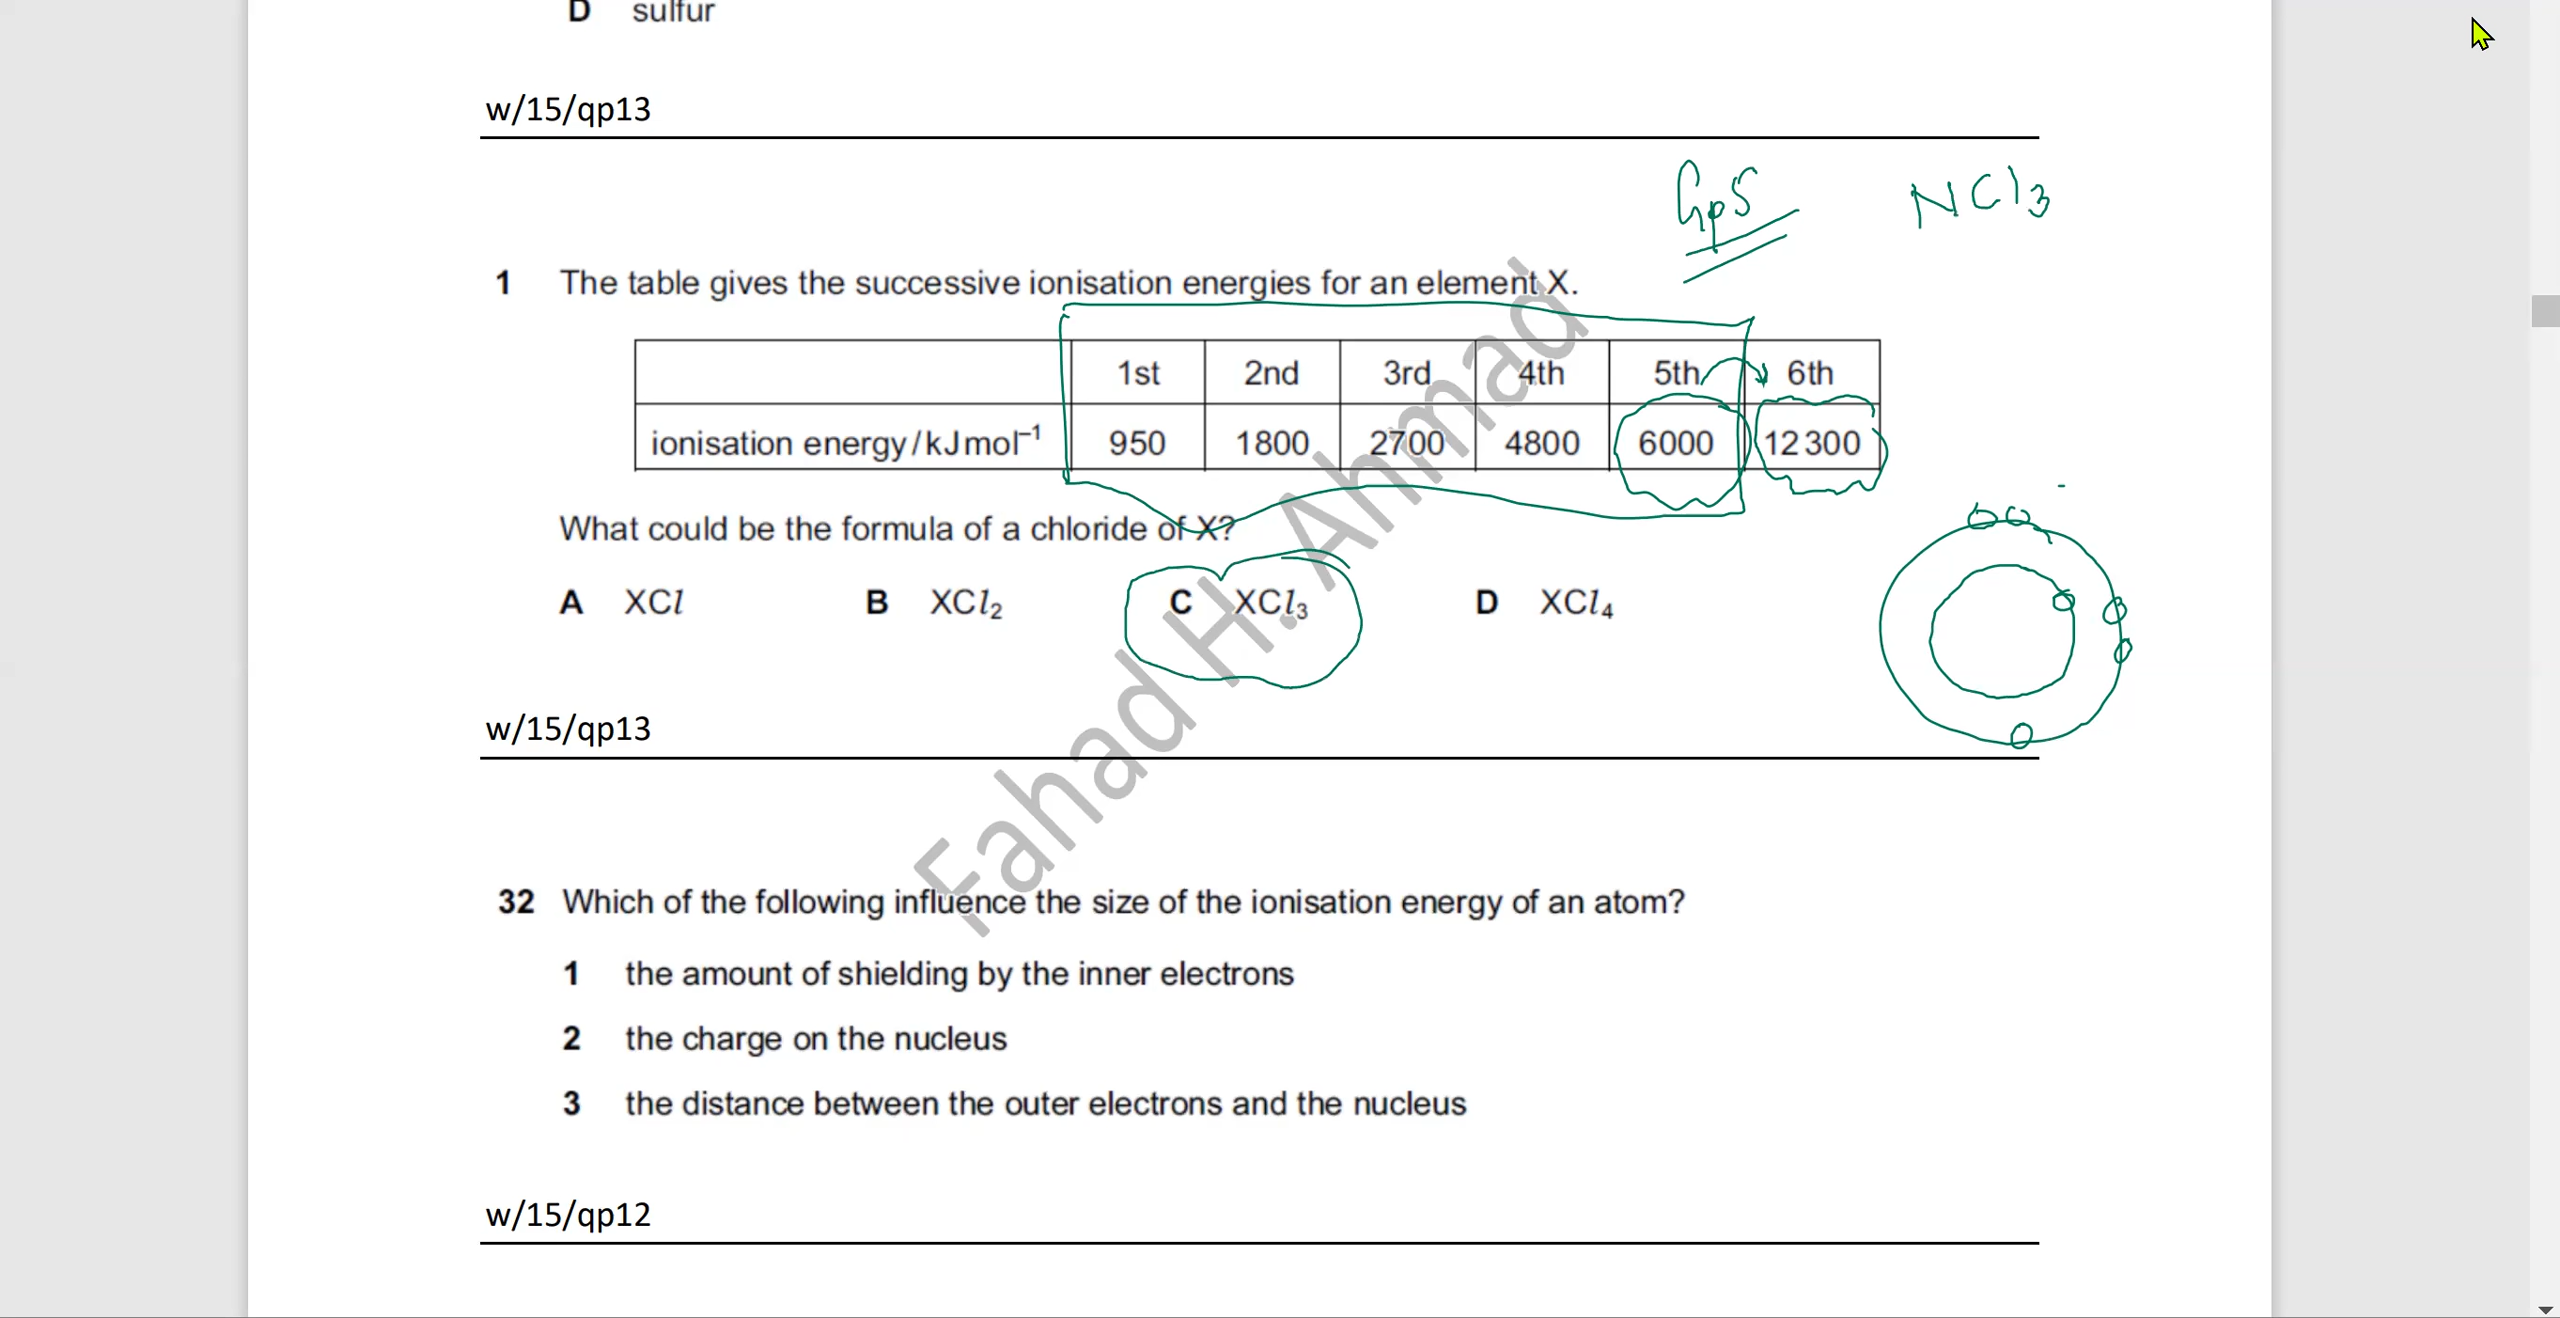 D sulfur
w/15/qp13
Gp5 NCl3
1 The table gives the successive ionisation energies for an element X.
1st 2nd 3rd 4th 5th 6th
ionisation energy/kJ mol⁻¹ 950 1800 2700 4800 6000 12 300
What could be the formula of a chloride of X?
A XCl B XCl₂ C XCl₃ D XCl₄
w/15/qp13
Fahad H. Ahmad
32 Which of the following influence the size of the ionisation energy of an atom?
1 the amount of shielding by the inner electrons
2 the charge on the nucleus
3 the distance between the outer electrons and the nucleus
w/15/qp12